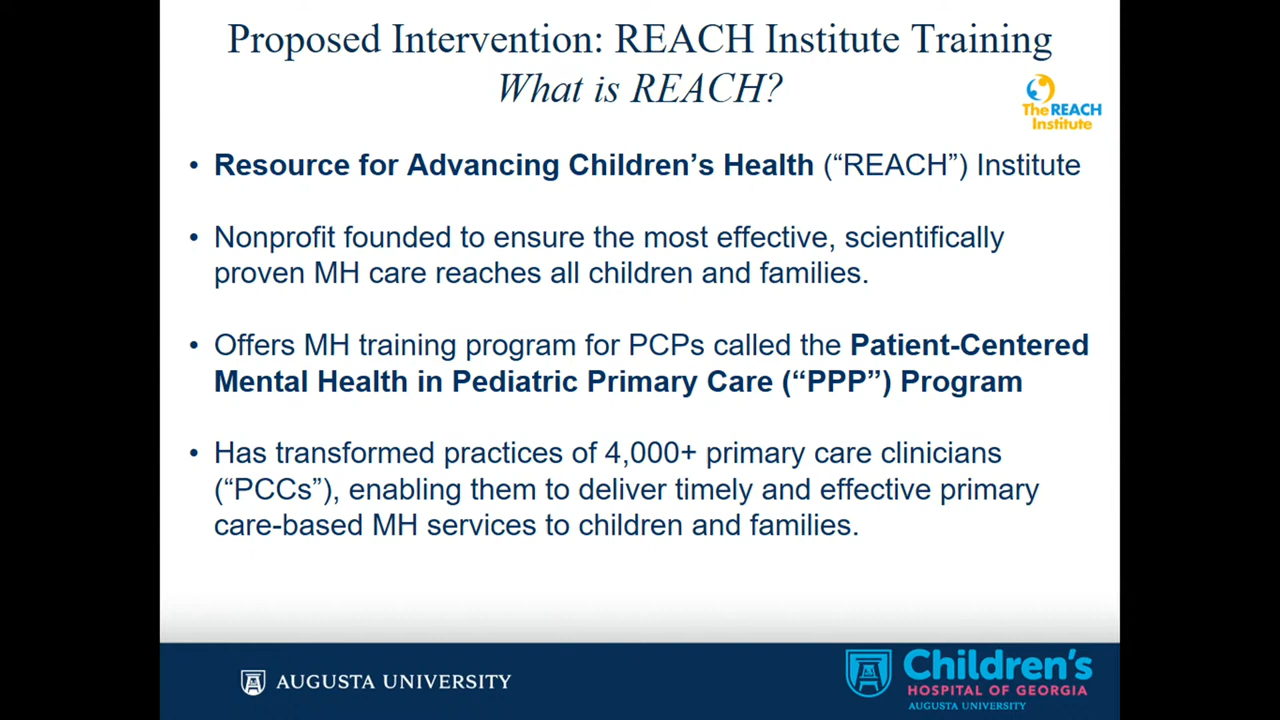 Proposed Intervention: REACH Institute Training
What is REACH?
The REACH
Institute
• Resource for Advancing Children’s Health (“REACH”) Institute
• Nonprofit founded to ensure the most effective, scientifically
proven MH care reaches all children and families.
• Offers MH training program for PCPs called the Patient-Centered
Mental Health in Pediatric Primary Care (“PPP”) Program
• Has transformed practices of 4,000+ primary care clinicians
(“PCCs”), enabling them to deliver timely and effective primary
care-based MH services to children and families.
AUGUSTA UNIVERSITY
Children’s
HOSPITAL OF GEORGIA
AUGUSTA UNIVERSITY